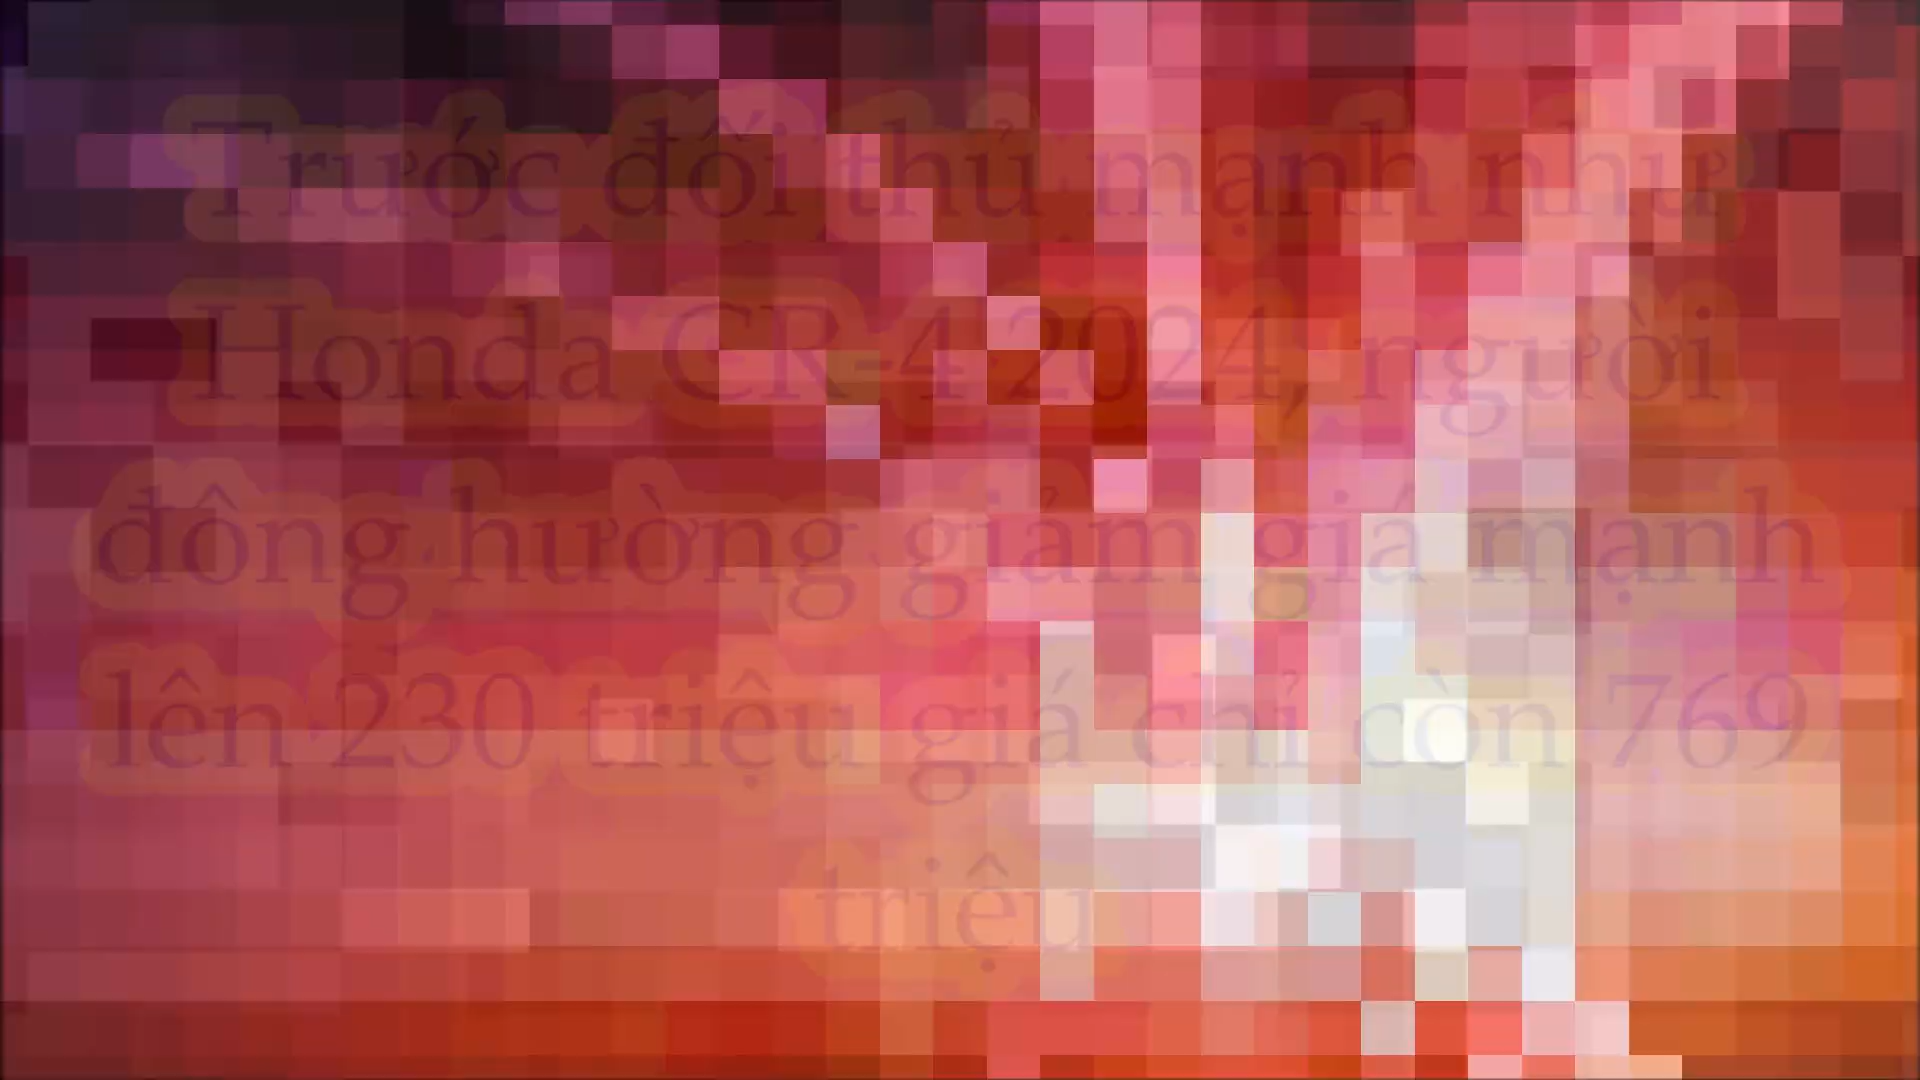 Trước đối thủ mạnh như
Honda CR-4 2024, người
đồng hường giảm giá mạnh
lên 230 triệu giá chỉ còn 769
triệu